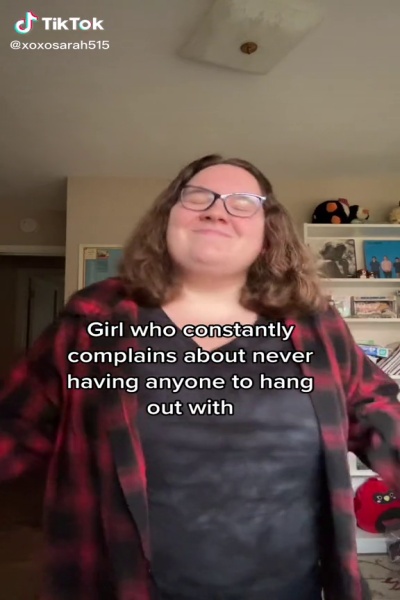 TikTok
@xoxosarah515
Girl who constantly
complains about never
having anyone to hang
out with